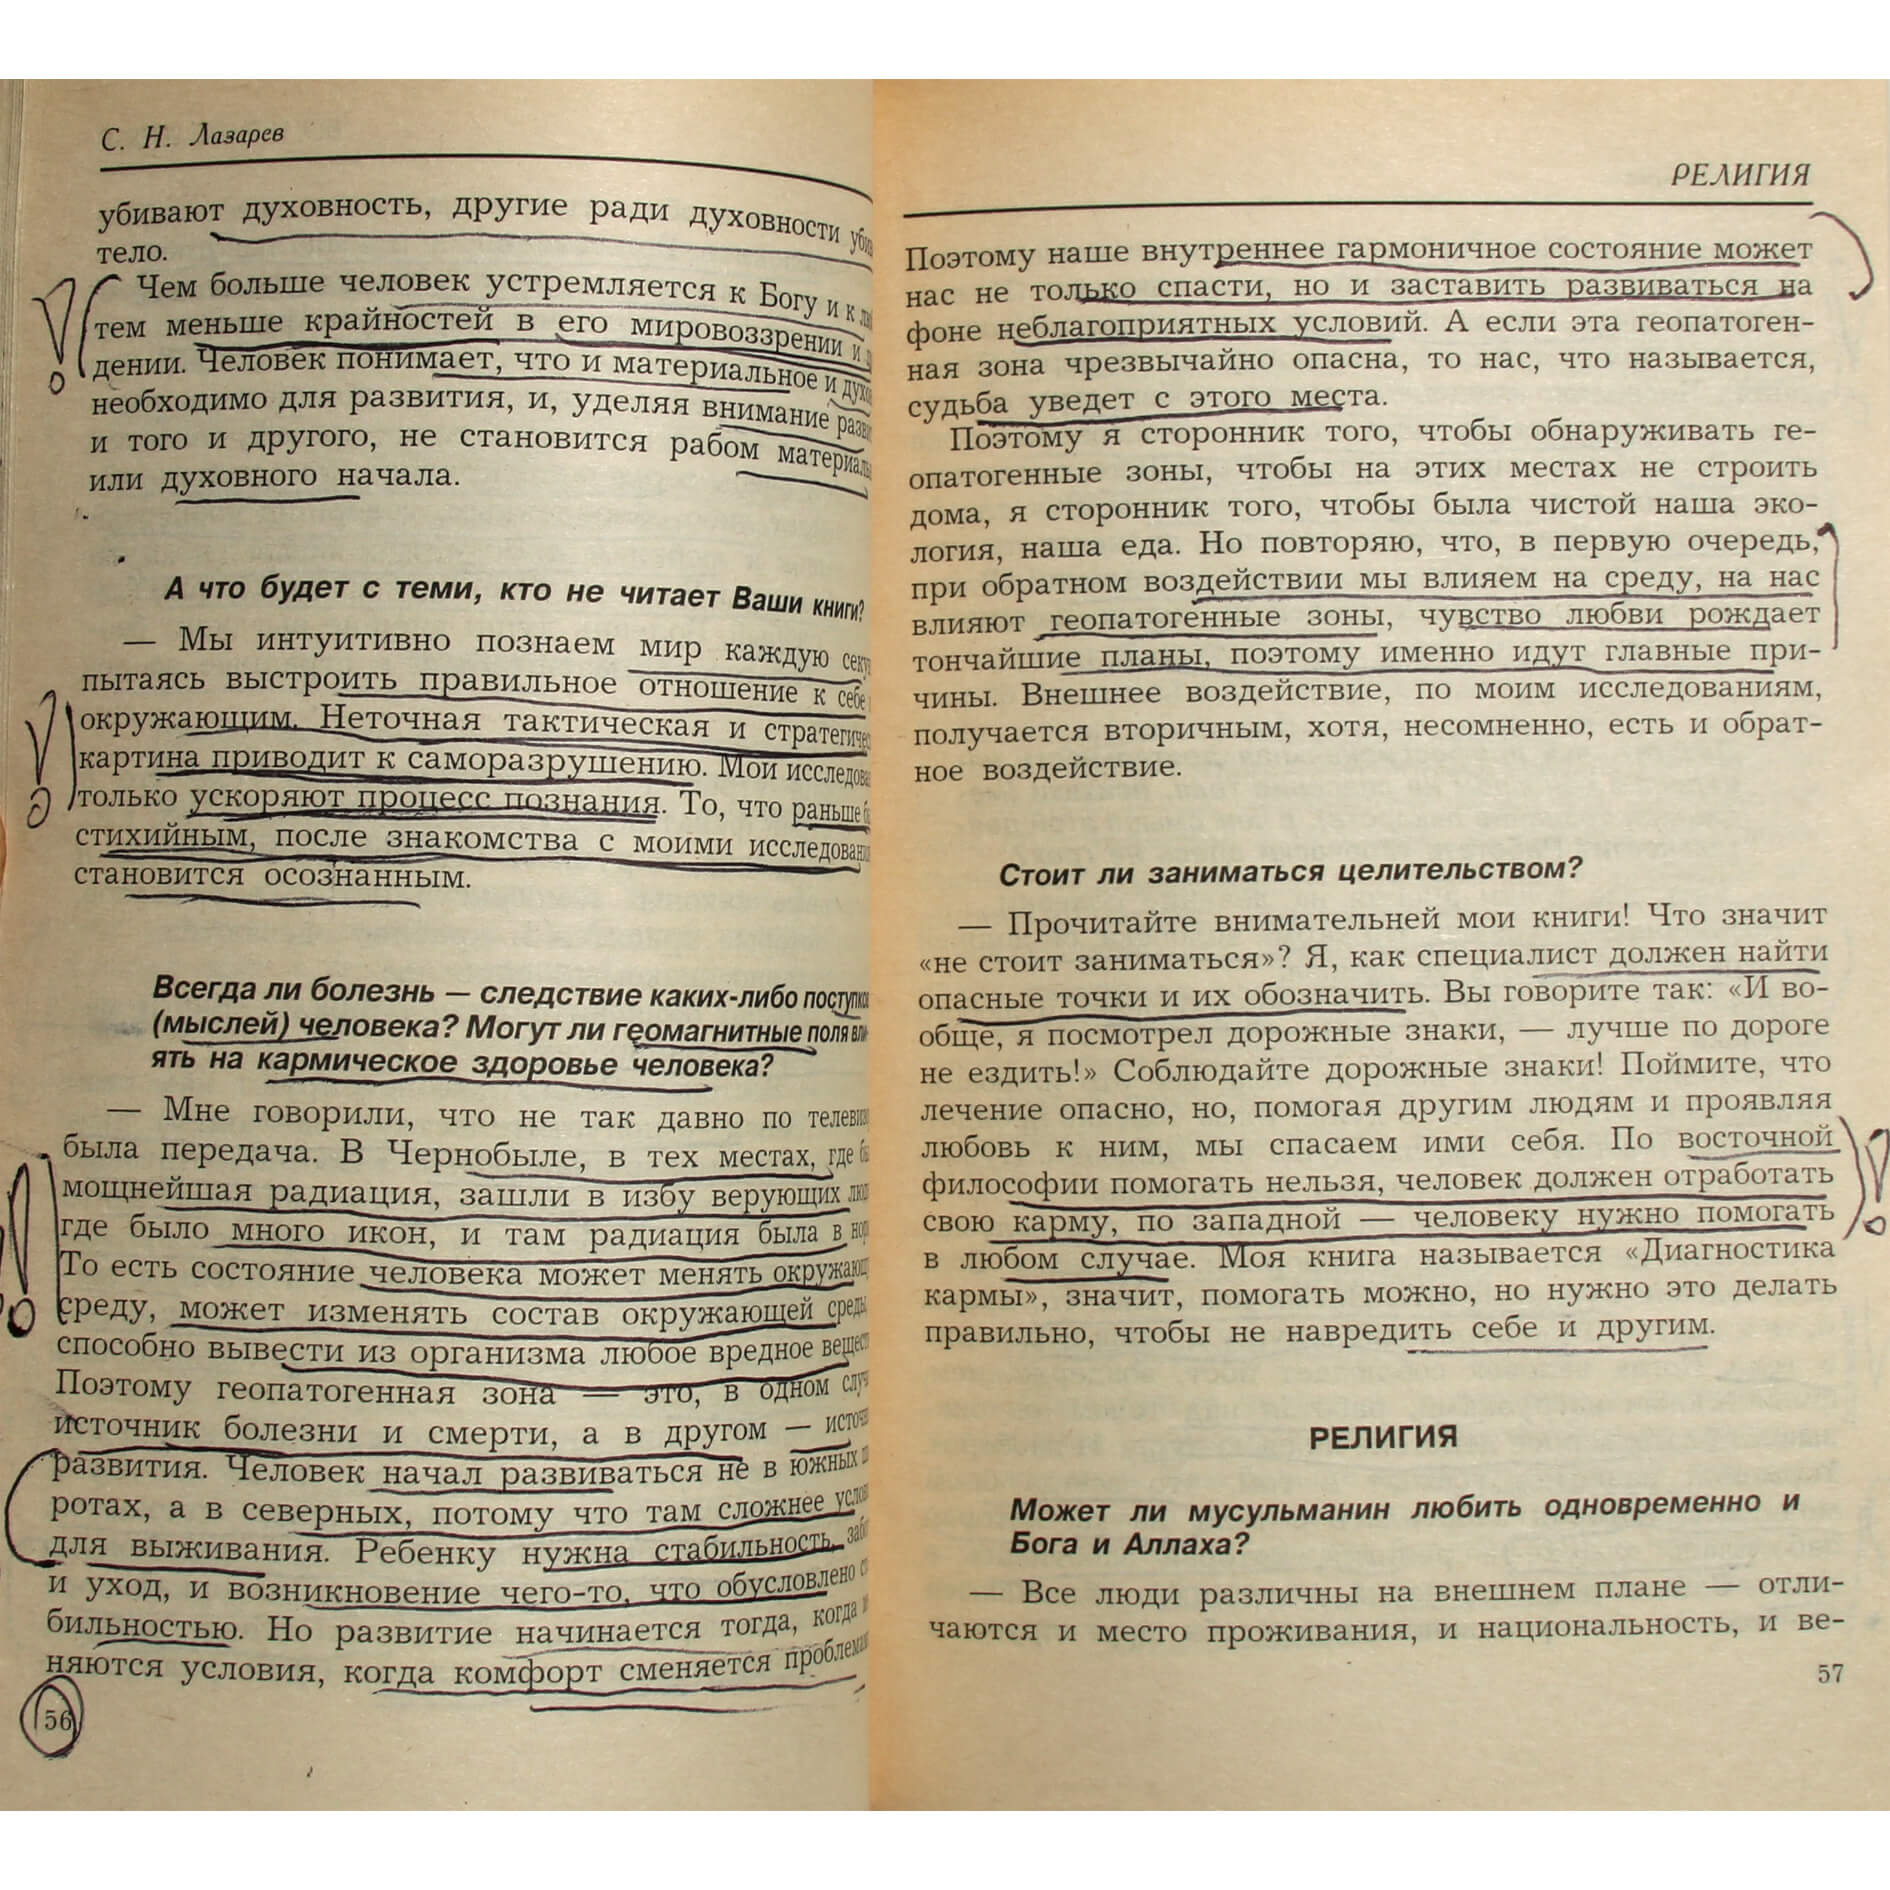 С. Н. Лазарев
убивают духовность, другие ради духовности
тело.
Чем больше человек устремляется к Богу и к
тем меньше крайностей в его мировоззрении и
дении. Человек понимает, что и материальное и
необходимо для развития, и, уделяя внимание
и того и другого, не становится рабом
или духовного начала.
А что будет с теми, кто не читает Ваши книги?
— Мы интуитивно познаем мир каждую
пытаясь выстроить правильное отношение к себе
окружающим. Неточная тактическая и
картина приводит к саморазрушению. Мои
только ускоряют процесс познания. То, что раньше
стихийным, после знакомства с моими
становится осознанным.
Всегда ли болезнь — следствие каких-либо
(мыслей) человека? Могут ли геомагнитные поля вли-
ять на кармическое здоровье человека?
— Мне говорили, что не так давно по
была передача. В Чернобыле, в тех местах, где
мощнейшая радиация, зашли в избу верующих
где было много икон, и там радиация была в
То есть состояние человека может менять
среду, может изменять состав окружающей среды,
способно вывести из организма любое вредное
Поэтому геопатогенная зона — это, в одном
источник болезни и смерти, а в другом —
развития. Человек начал развиваться не в южных
ротах, а в северных, потому что там сложнее
для выживания. Ребенку нужна стабильность,
и уход, и возникновение чего-то, что обусловлено
бильностью. Но развитие начинается тогда, когда
няются условия, когда комфорт сменяется
56
РЕЛИГИЯ
Поэтому наше внутреннее гармоничное состояние может
нас не только спасти, но и заставить развиваться на
фоне неблагоприятных условий. А если эта геопатоген-
ная зона чрезвычайно опасна, то нас, что называется,
судьба уведет с этого места.
Поэтому я сторонник того, чтобы обнаруживать ге-
опатогенные зоны, чтобы на этих местах не строить
дома, я сторонник того, чтобы была чистой наша эко-
логия, наша еда. Но повторяю, что, в первую очередь,
при обратном воздействии мы влияем на среду, на нас
влияют геопатогенные зоны, чувство любви рождает
тончайшие планы, поэтому именно идут главные при-
чины. Внешнее воздействие, по моим исследованиям,
получается вторичным, хотя, несомненно, есть и обрат-
ное воздействие.
Стоит ли заниматься целительством?
— Прочитайте внимательней мои книги! Что значит
«не стоит заниматься»? Я, как специалист должен найти
опасные точки и их обозначить. Вы говорите так: «И во-
обще, я посмотрел дорожные знаки, — лучше по дороге
не ездить!» Соблюдайте дорожные знаки! Поймите, что
лечение опасно, но, помогая другим людям и проявляя
любовь к ним, мы спасаем ими себя. По восточной
философии помогать нельзя, человек должен отработать
свою карму, по западной — человеку нужно помогать
в любом случае. Моя книга называется «Диагностика
кармы», значит, помогать можно, но нужно это делать
правильно, чтобы не навредить себе и другим.
РЕЛИГИЯ
Может ли мусульманин любить одновременно и
Бога и Аллаха?
— Все люди различны на внешнем плане — отли-
чаются и место проживания, и национальность, и ве-
57